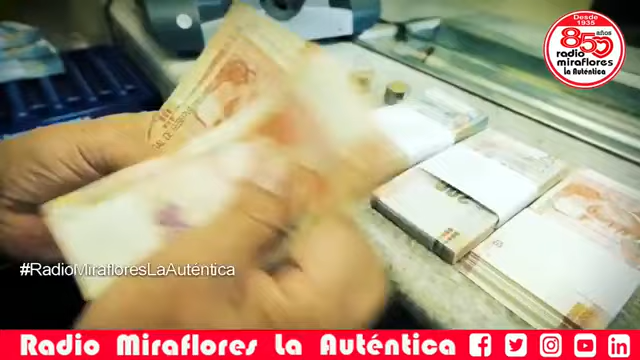 Desde
1935
85 años
radio
miraflores
La Auténtica
#RadioMirafloresLaAuténtica
Radio Miraflores La Auténtica